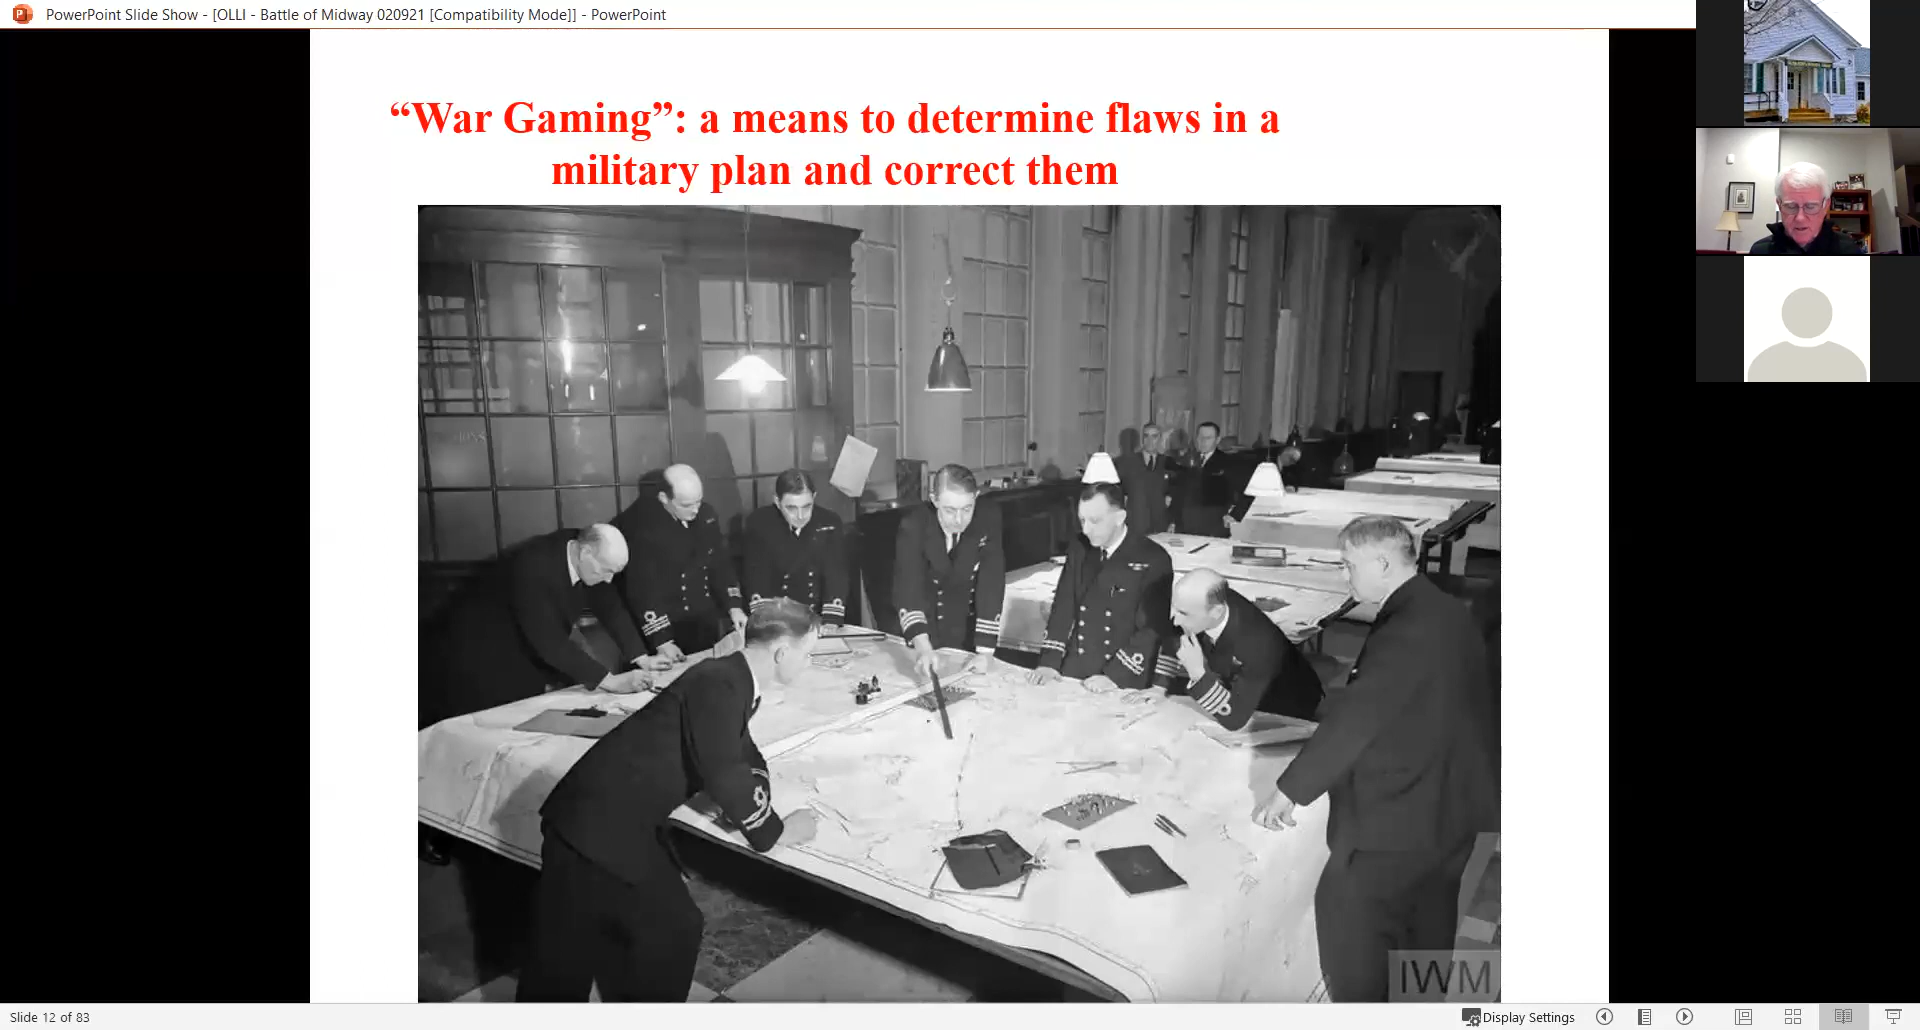 PowerPoint Slide Show - [OLLI - Battle of Midway 020921 [Compatibility Mode]] - PowerPoint
“War Gaming”: a means to determine flaws in a
military plan and correct them
IWM
Slide 12 of 83
Display Settings